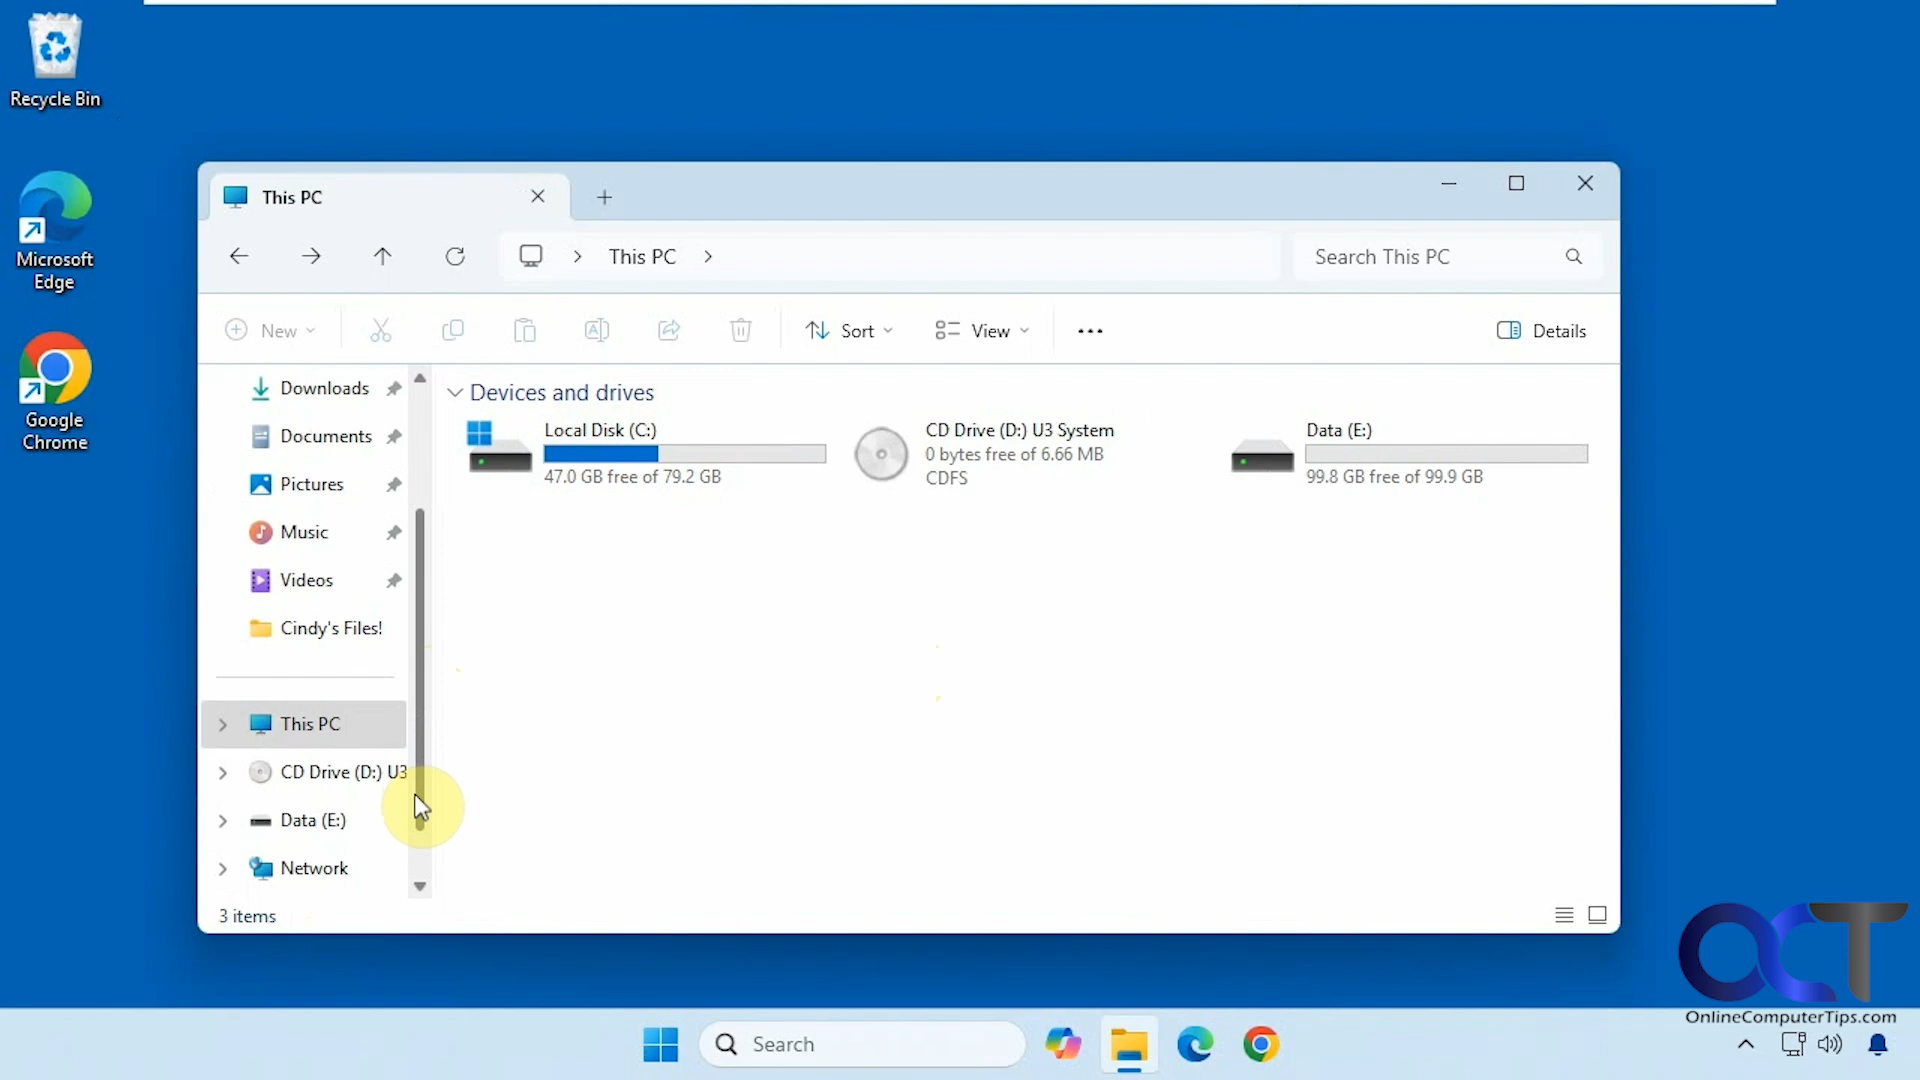 Recycle Bin
Microsoft
Edge
Google
Chrome
This PC
This PC
Search This PC
New
Sort
View
Details
Downloads
Documents
Pictures
Music
Videos
Cindy's Files!
This PC
CD Drive (D:) U3
Data (E:)
Network
Devices and drives
Local Disk (C:)
47.0 GB free of 79.2 GB
CD Drive (D:) U3 System
0 bytes free of 6.66 MB
CDFS
Data (E:)
99.8 GB free of 99.9 GB
3 items
OCT
OnlineComputerTips.com
Search